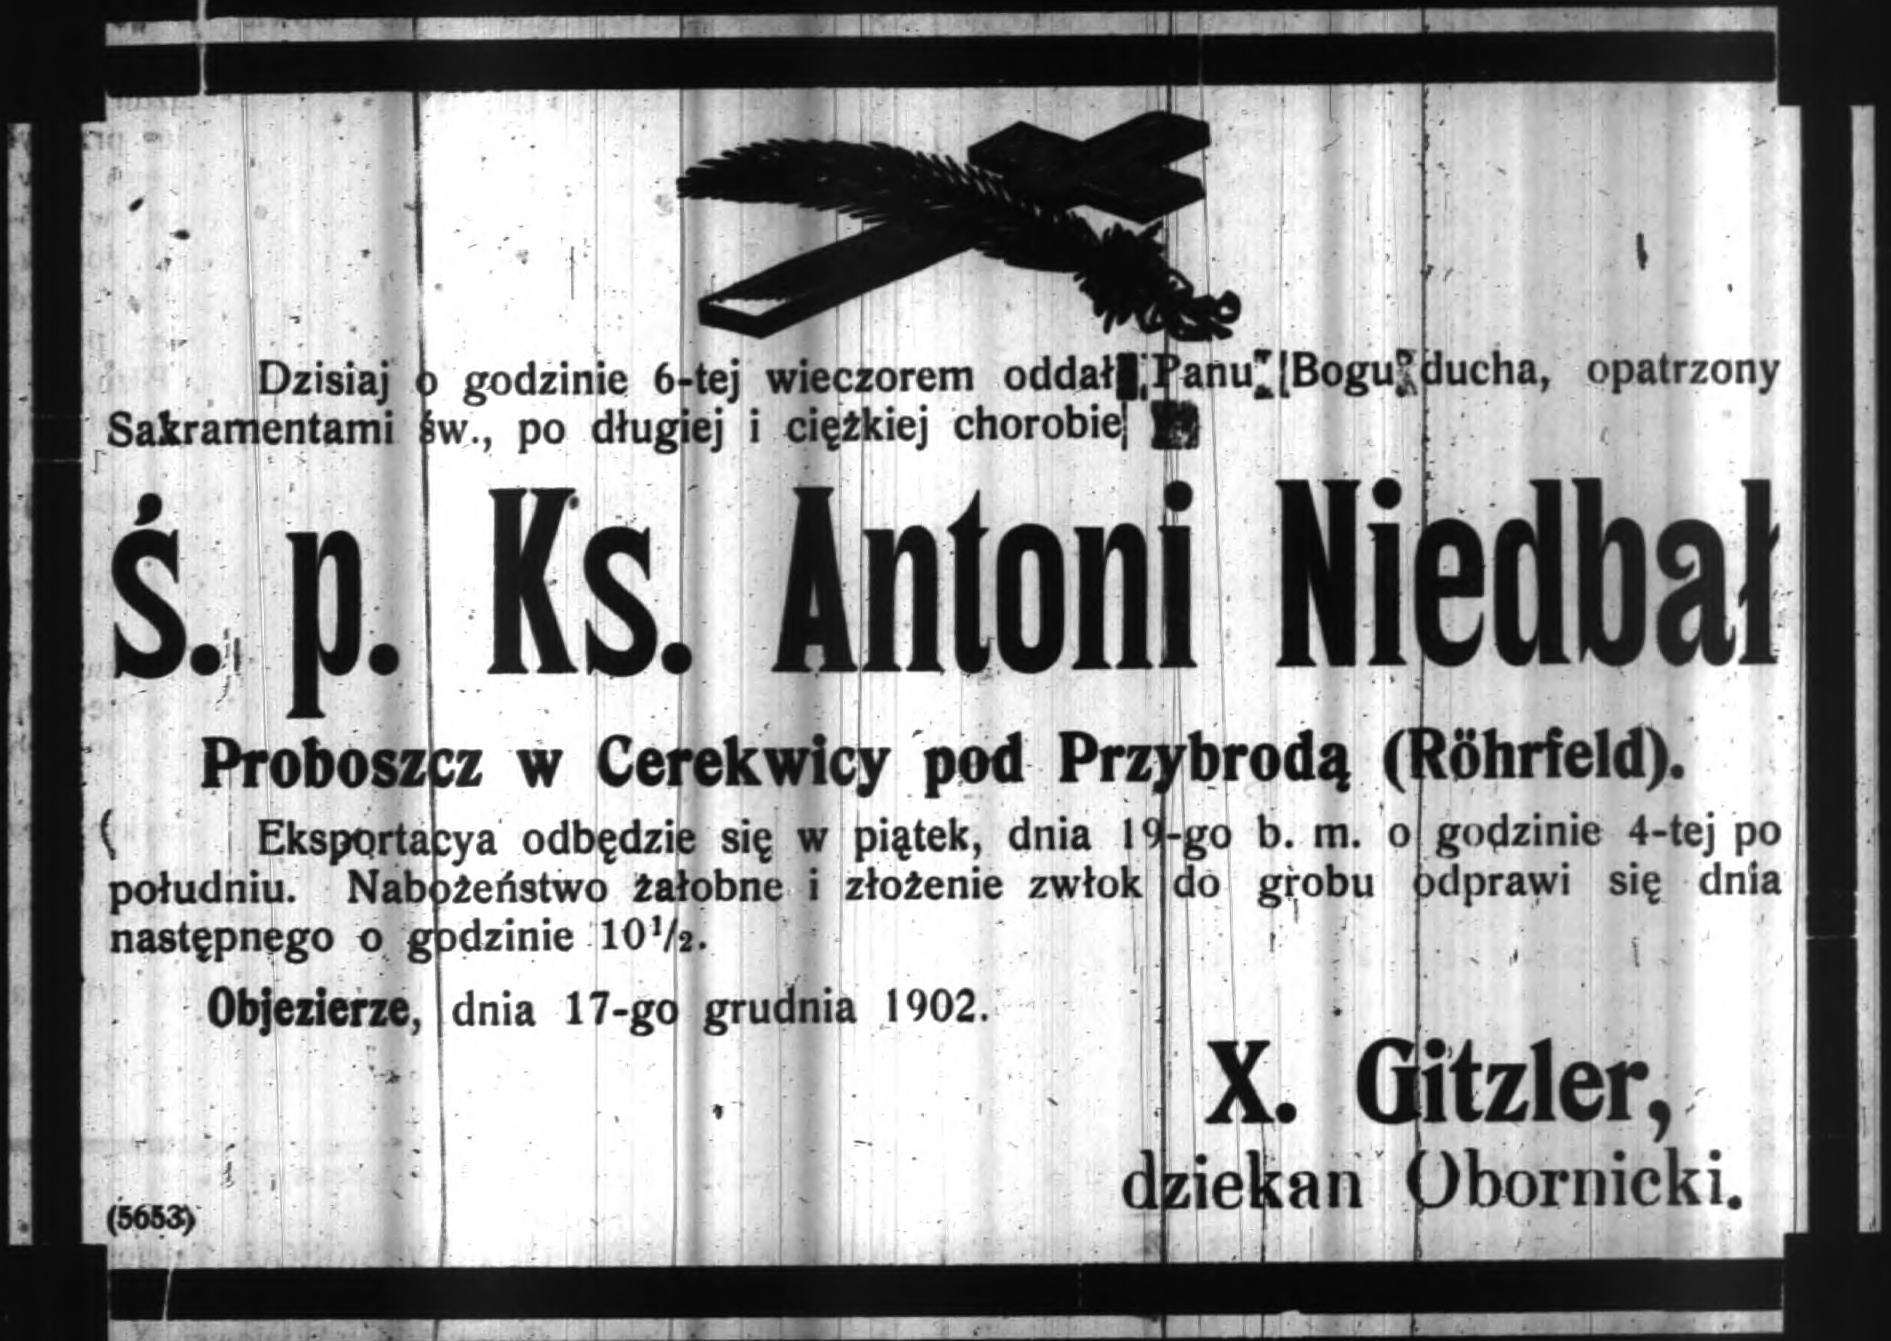 Dzisiaj o godzinie 6-tej wieczorem oddał Panu Bogu ducha, opatrzony
Sakramentami św., po długiej i ciężkiej chorobie
ś. p. Ks. Antoni Niedbał
Proboszcz w Cerekwicy pod Przybrodą (Röhrfeld).
Eksportacya odbędzie się w piątek, dnia 19-go b. m. o godzinie 4-tej po
południu. Nabożeństwo żałobne i złożenie zwłok do grobu odprawi się dnia
następnego o godzinie 10½.
Objezierze, dnia 17-go grudnia 1902.
X. Gitzler,
dziekan Obornicki.
(5653)